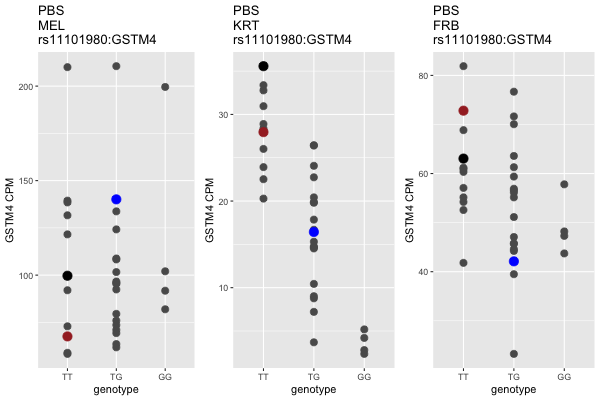 PBS
MEL
rs11101980:GSTM4
GSTM4 CPM
200
150
100
TT TG GG
genotype
PBS
KRT
rs11101980:GSTM4
GSTM4 CPM
30
20
10
TT TG GG
genotype
PBS
FRB
rs11101980:GSTM4
GSTM4 CPM
80
60
40
TT TG GG
genotype